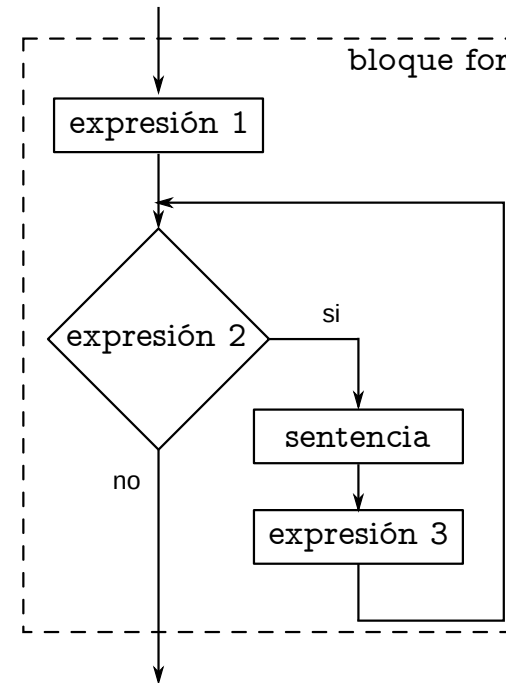 bloque for
expresión 1
expresión 2
si
sentencia
no
expresión 3